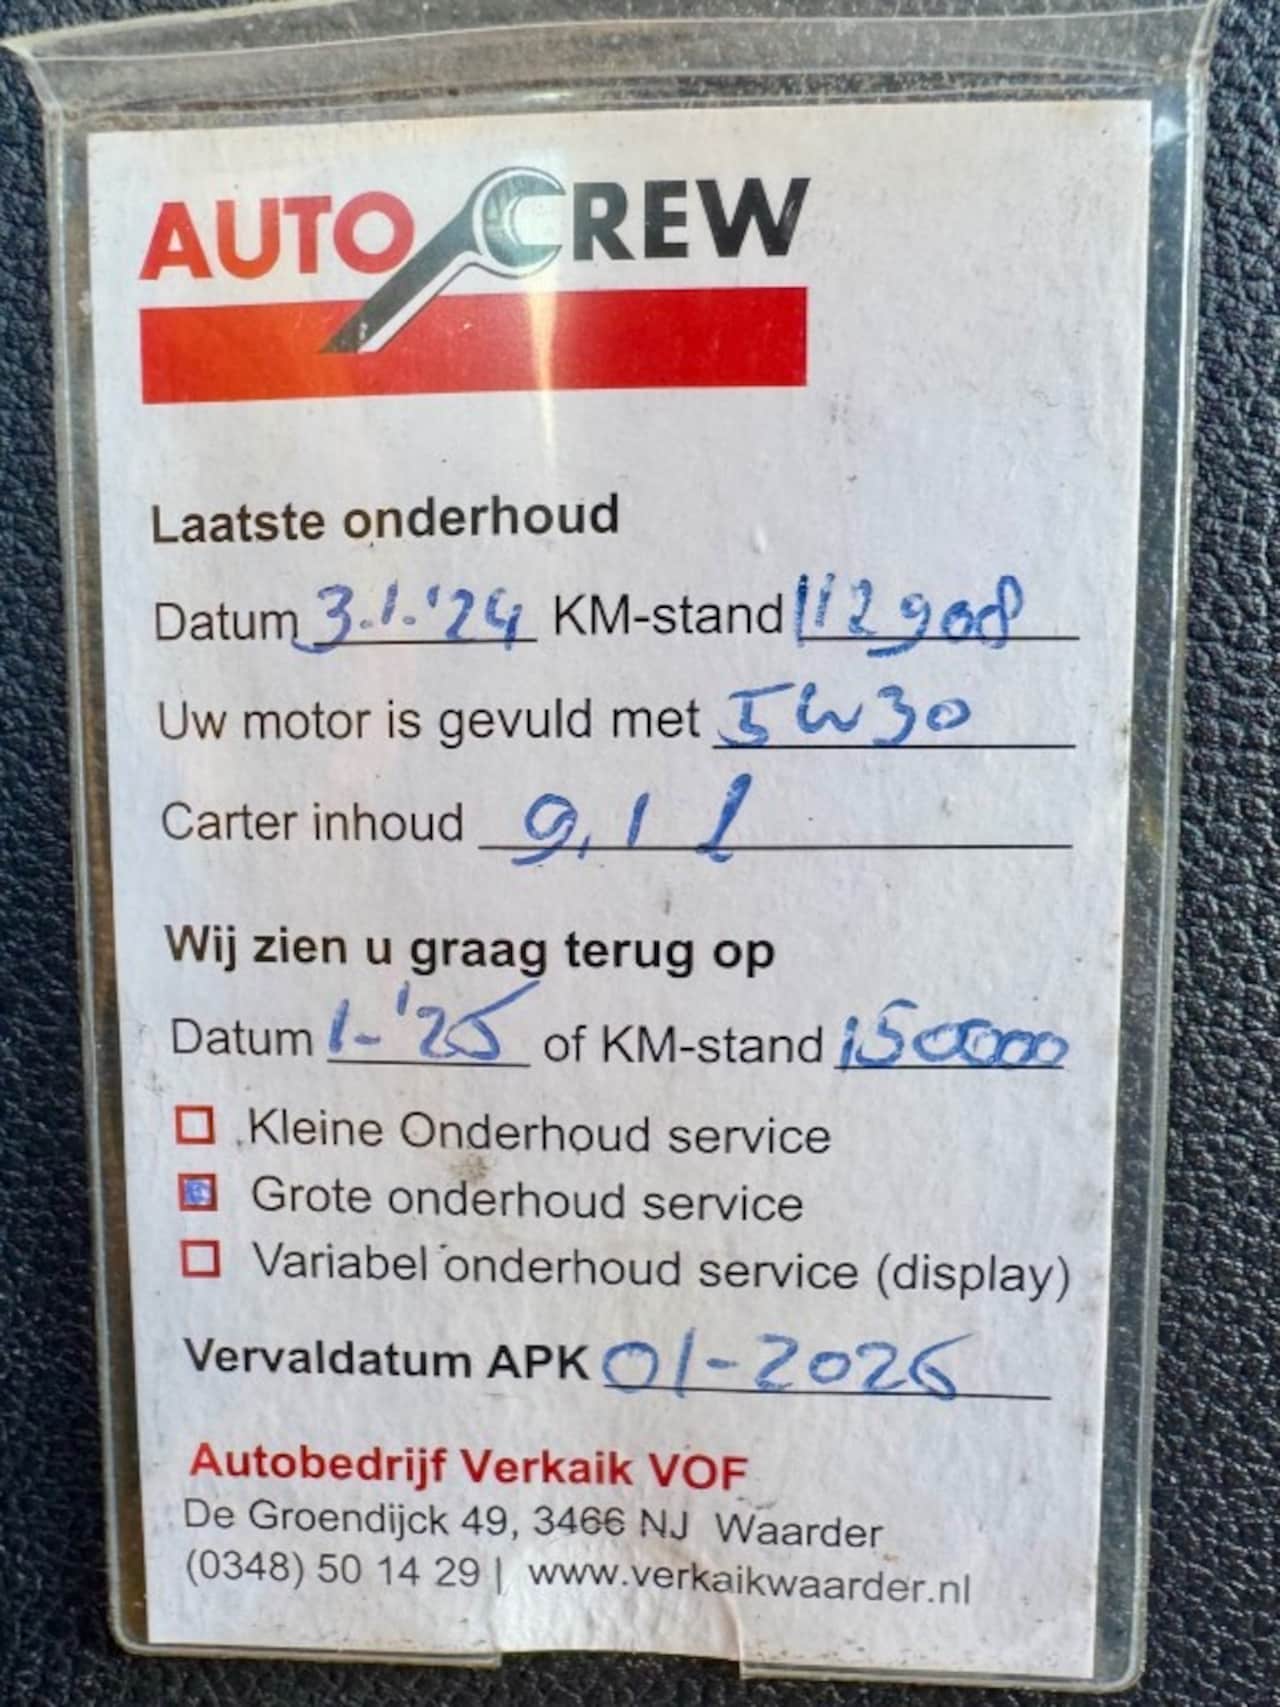 AUTO CREW
Laatste onderhoud
Datum 3.1.'24 KM-stand 112908
Uw motor is gevuld met 5W30
Carter inhoud 9,1 l
Wij zien u graag terug op
Datum 1-'25 of KM-stand 150000
Kleine Onderhoud service
Grote onderhoud service
Variabel onderhoud service (display)
Vervaldatum APK 01-2026
Autobedrijf Verkaik VOF
De Groendijck 49, 3466 NJ Waarder
(0348) 50 14 29 | www.verkaikwaarder.nl